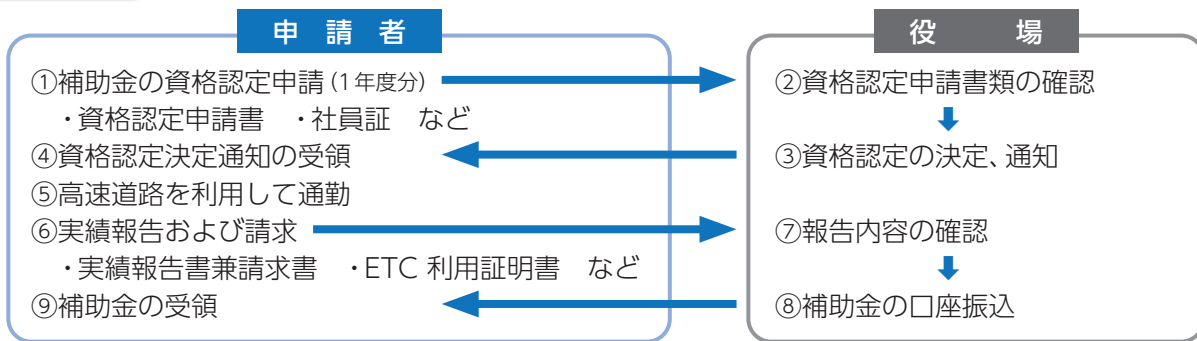 申請者
①補助金の資格認定申請(1年度分)
・資格認定申請書 ・社員証 など
④資格認定決定通知の受領
⑤高速道路を利用して通勤
⑥実績報告および請求
・実績報告書兼請求書 ・ETC 利用証明書 など
⑨補助金の受領
役場
②資格認定申請書類の確認
③資格認定の決定、通知
⑦報告内容の確認
⑧補助金の口座振込